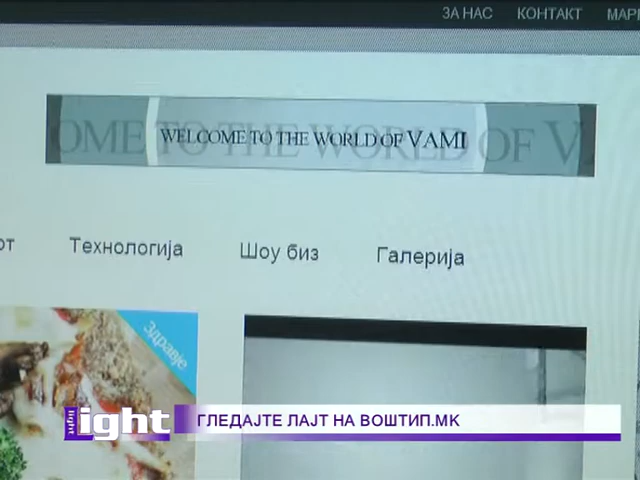 ЗА НАС КОНТАКТ
WELCOME TO THE WORLD OF VAMI
Технологија Шоу биз Галерија
Здравје
light
light ГЛЕДАЈТЕ ЛАЈТ НА ВОШТИП.МК